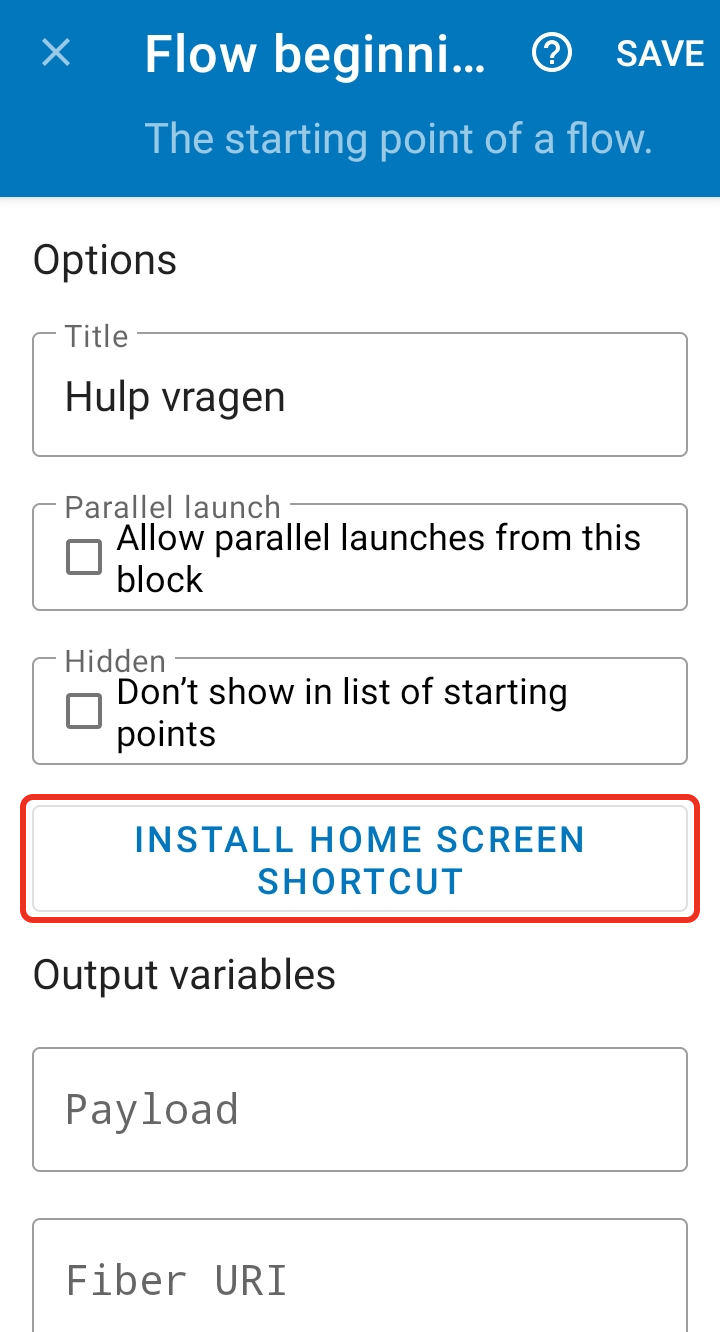 Flow beginni...
SAVE
The starting point of a flow.
Options
Title
Hulp vragen
Parallel launch
Allow parallel launches from this
block
Hidden
Don’t show in list of starting
points
INSTALL HOME SCREEN
SHORTCUT
Output variables
Payload
Fiber URI